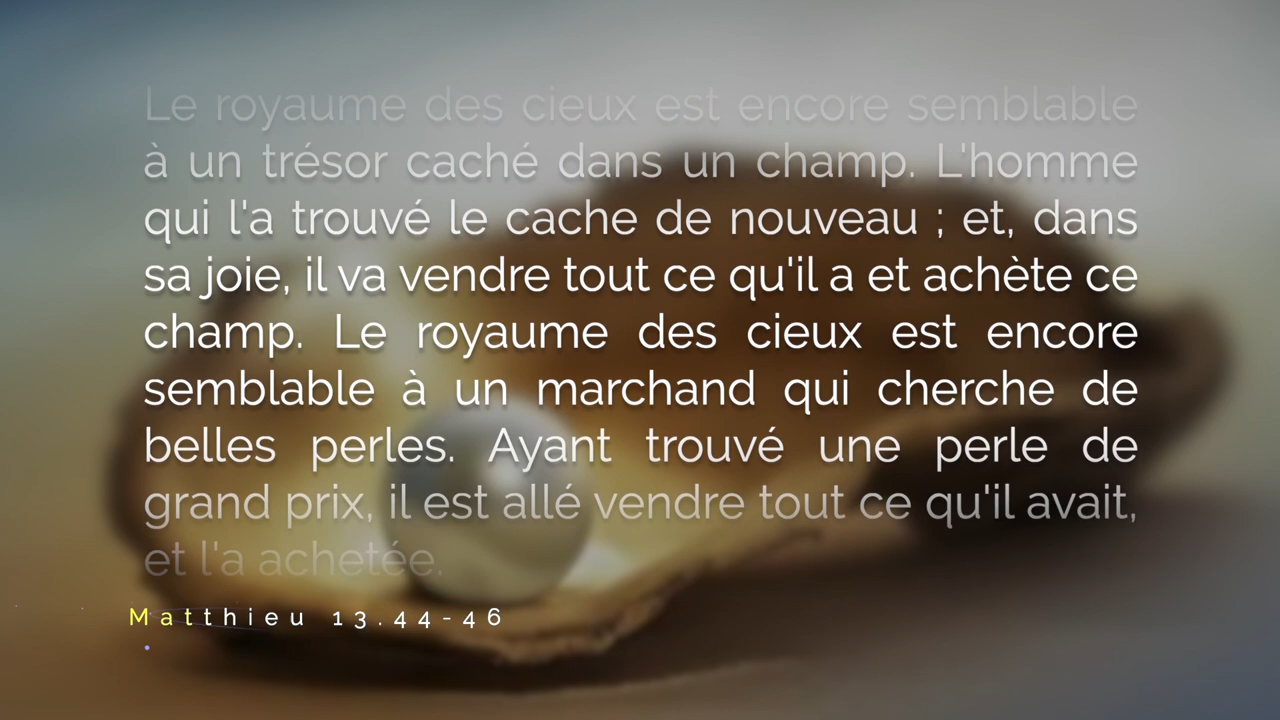 Le royaume des cieux est encore semblable
à un trésor caché dans un champ. L'homme
qui l'a trouvé le cache de nouveau ; et, dans
sa joie, il va vendre tout ce qu'il a et achète ce
champ. Le royaume des cieux est encore
semblable à un marchand qui cherche de
belles perles. Ayant trouvé une perle de
grand prix, il est allé vendre tout ce qu'il avait,
et l'a achetée.
Matthieu 13.44-46